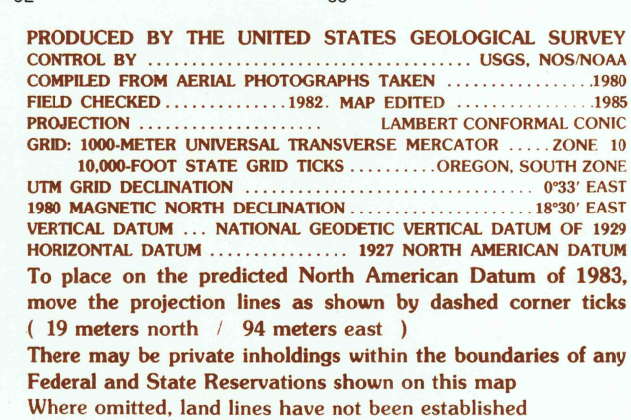 PRODUCED BY THE UNITED STATES GEOLOGICAL SURVEY
CONTROL BY .................................... USGS, NOS/NOAA
COMPILED FROM AERIAL PHOTOGRAPHS TAKEN ................1980
FIELD CHECKED..............1982. MAP EDITED ...............1985
PROJECTION .................... LAMBERT CONFORMAL CONIC
GRID: 1000-METER UNIVERSAL TRANSVERSE MERCATOR .....ZONE 10
10,000-FOOT STATE GRID TICKS ..........OREGON, SOUTH ZONE
UTM GRID DECLINATION ................................. 0°33' EAST
1980 MAGNETIC NORTH DECLINATION....................18°30' EAST
VERTICAL DATUM ... NATIONAL GEODETIC VERTICAL DATUM OF 1929
HORIZONTAL DATUM ................ 1927 NORTH AMERICAN DATUM
To place on the predicted North American Datum of 1983,
move the projection lines as shown by dashed corner ticks
( 19 meters north / 94 meters east )
There may be private inholdings within the boundaries of any
Federal and State Reservations shown on this map
Where omitted, land lines have not been established